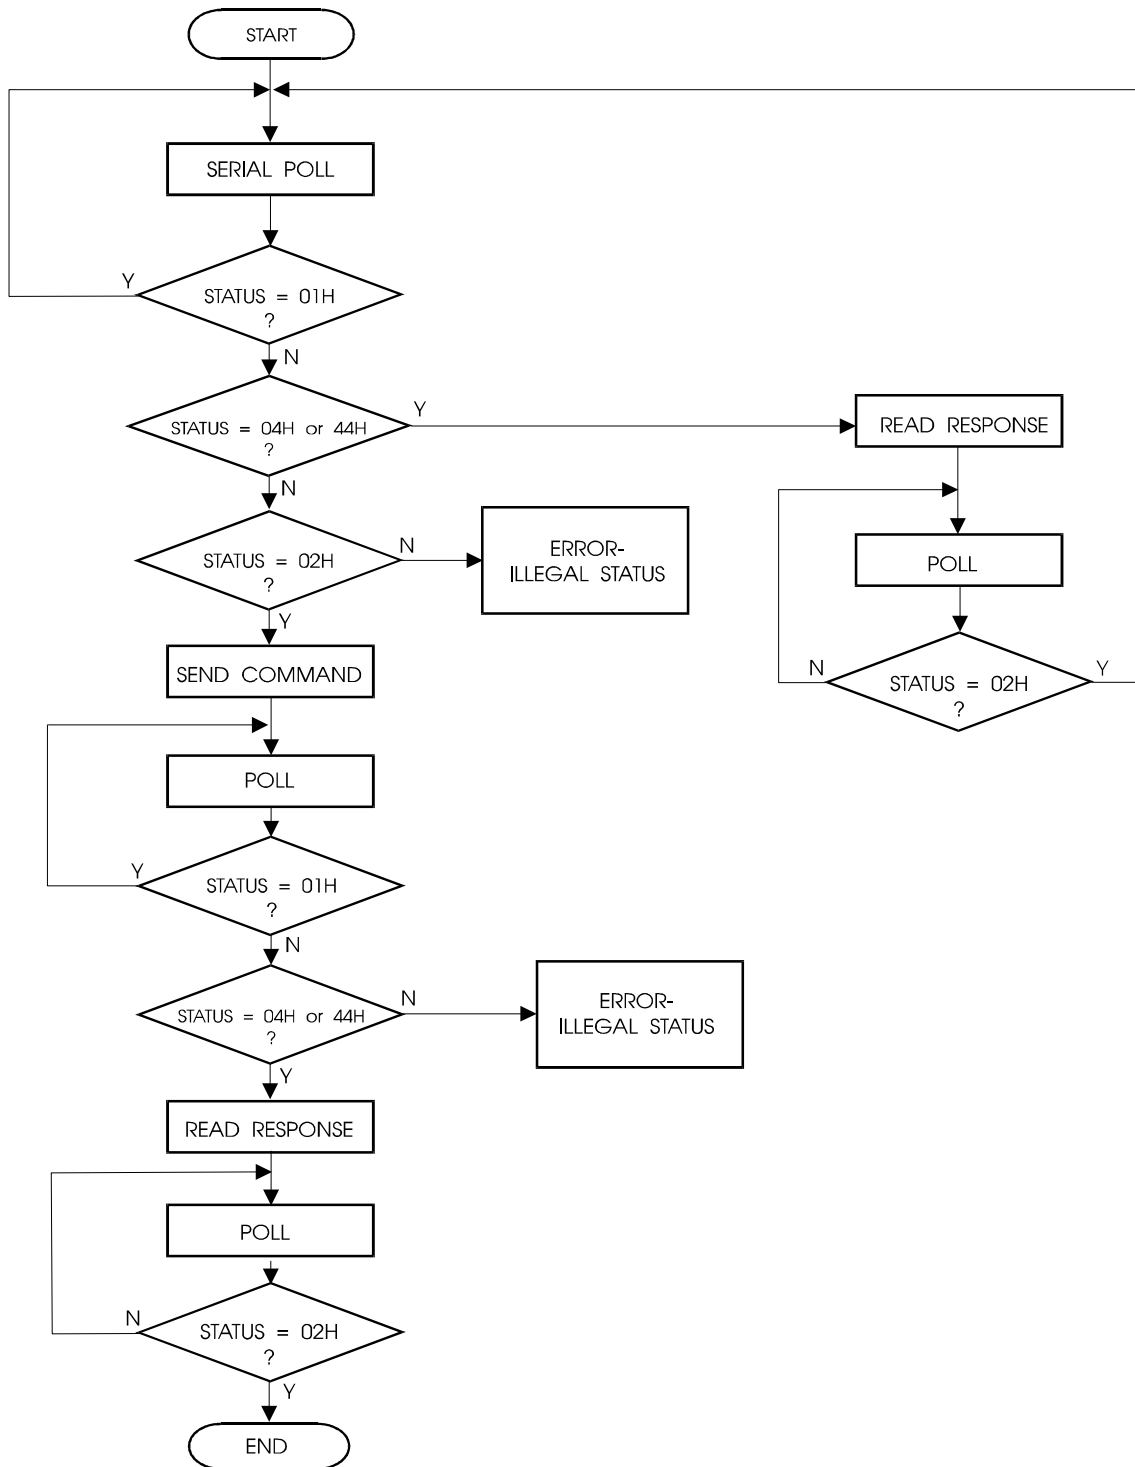 START
SERIAL POLL
Y
STATUS = 01H
?
N
STATUS = 04H or 44H
?
Y
READ RESPONSE
N
POLL
STATUS = 02H
?
N
Y
STATUS = 02H
?
N
ERROR-
ILLEGAL STATUS
Y
SEND COMMAND
POLL
Y
STATUS = 01H
?
N
STATUS = 04H or 44H
?
N
ERROR-
ILLEGAL STATUS
Y
READ RESPONSE
POLL
N
STATUS = 02H
?
Y
END